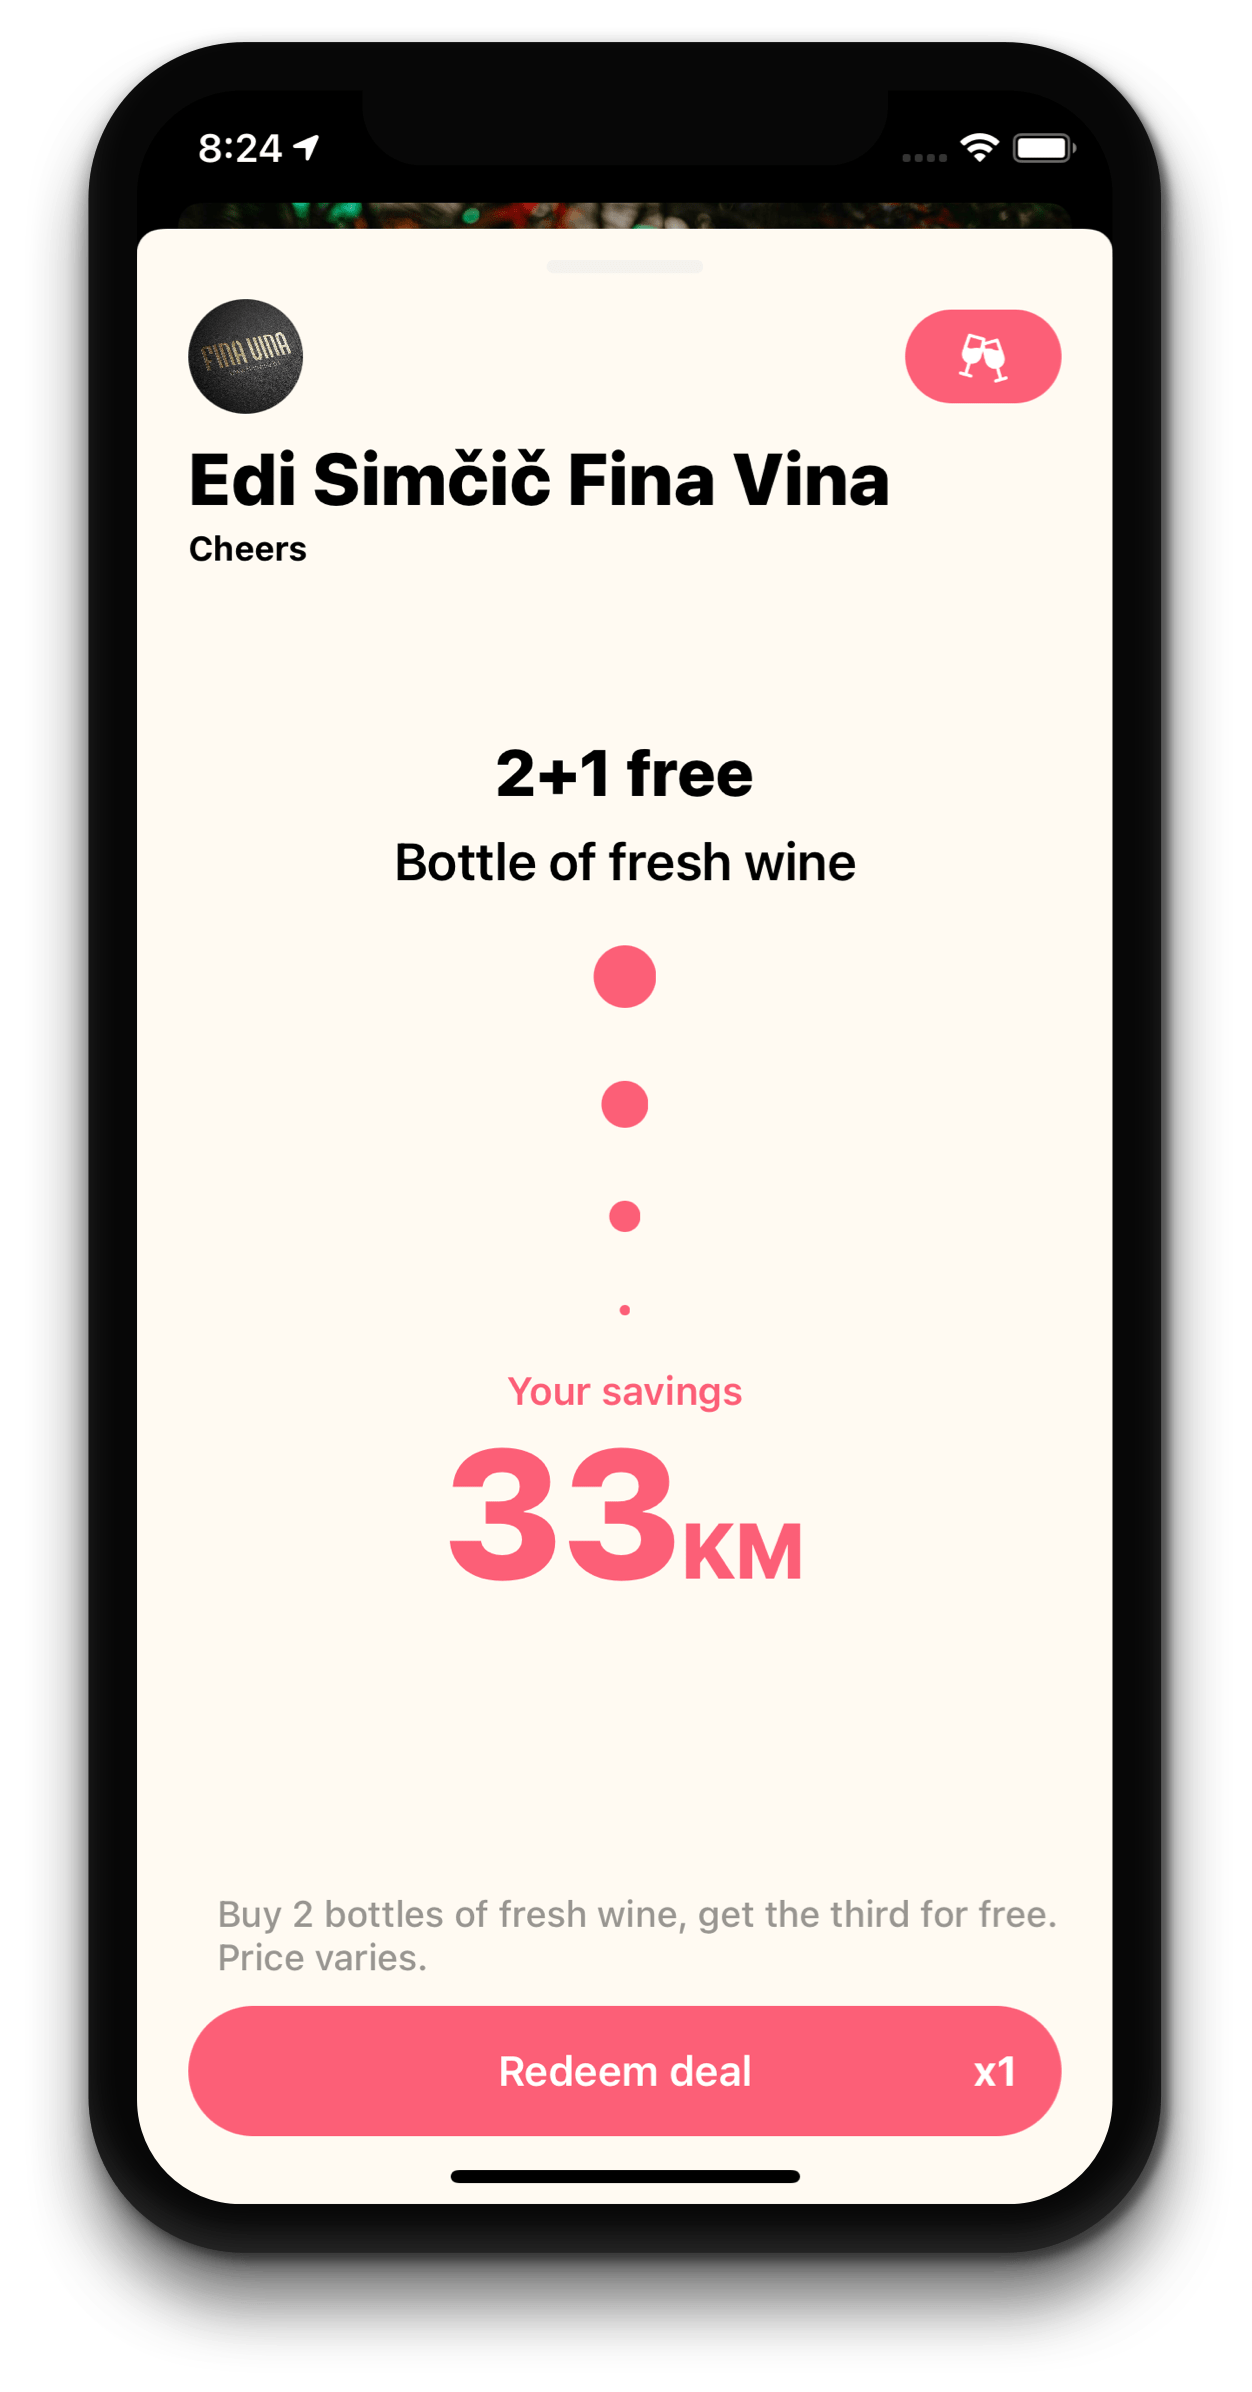 8:24
FINA VINA
Edi Simčič Fina Vina
Cheers
2+1 free
Bottle of fresh wine
Your savings
33KM
Buy 2 bottles of fresh wine, get the third for free.
Price varies.
Redeem deal x1